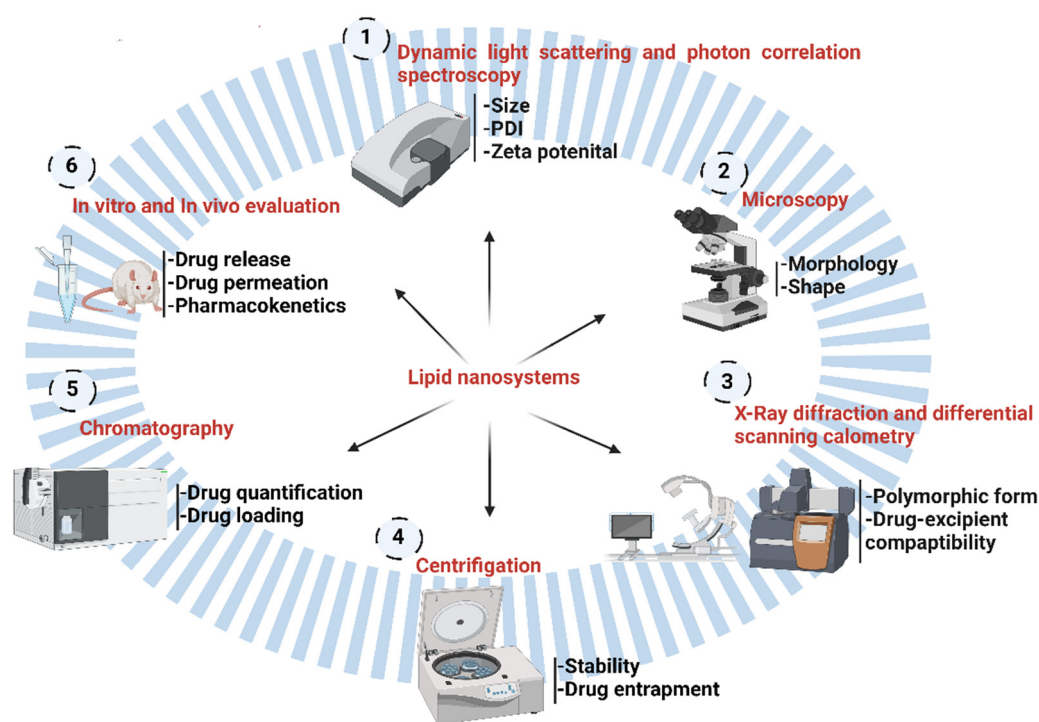 1
Dynamic light scattering and photon correlation
spectroscopy
-Size
-PDI
-Zeta potenital
2
Microscopy
-Morphology
-Shape
3
X-Ray diffraction and differential
scanning calometry
-Polymorphic form
-Drug-excipient
compaptibility
4
Centrifigation
-Stability
-Drug entrapment
5
Chromatography
-Drug quantification
-Drug loading
6
In vitro and In vivo evaluation
-Drug release
-Drug permeation
-Pharmacokenetics
Lipid nanosystems